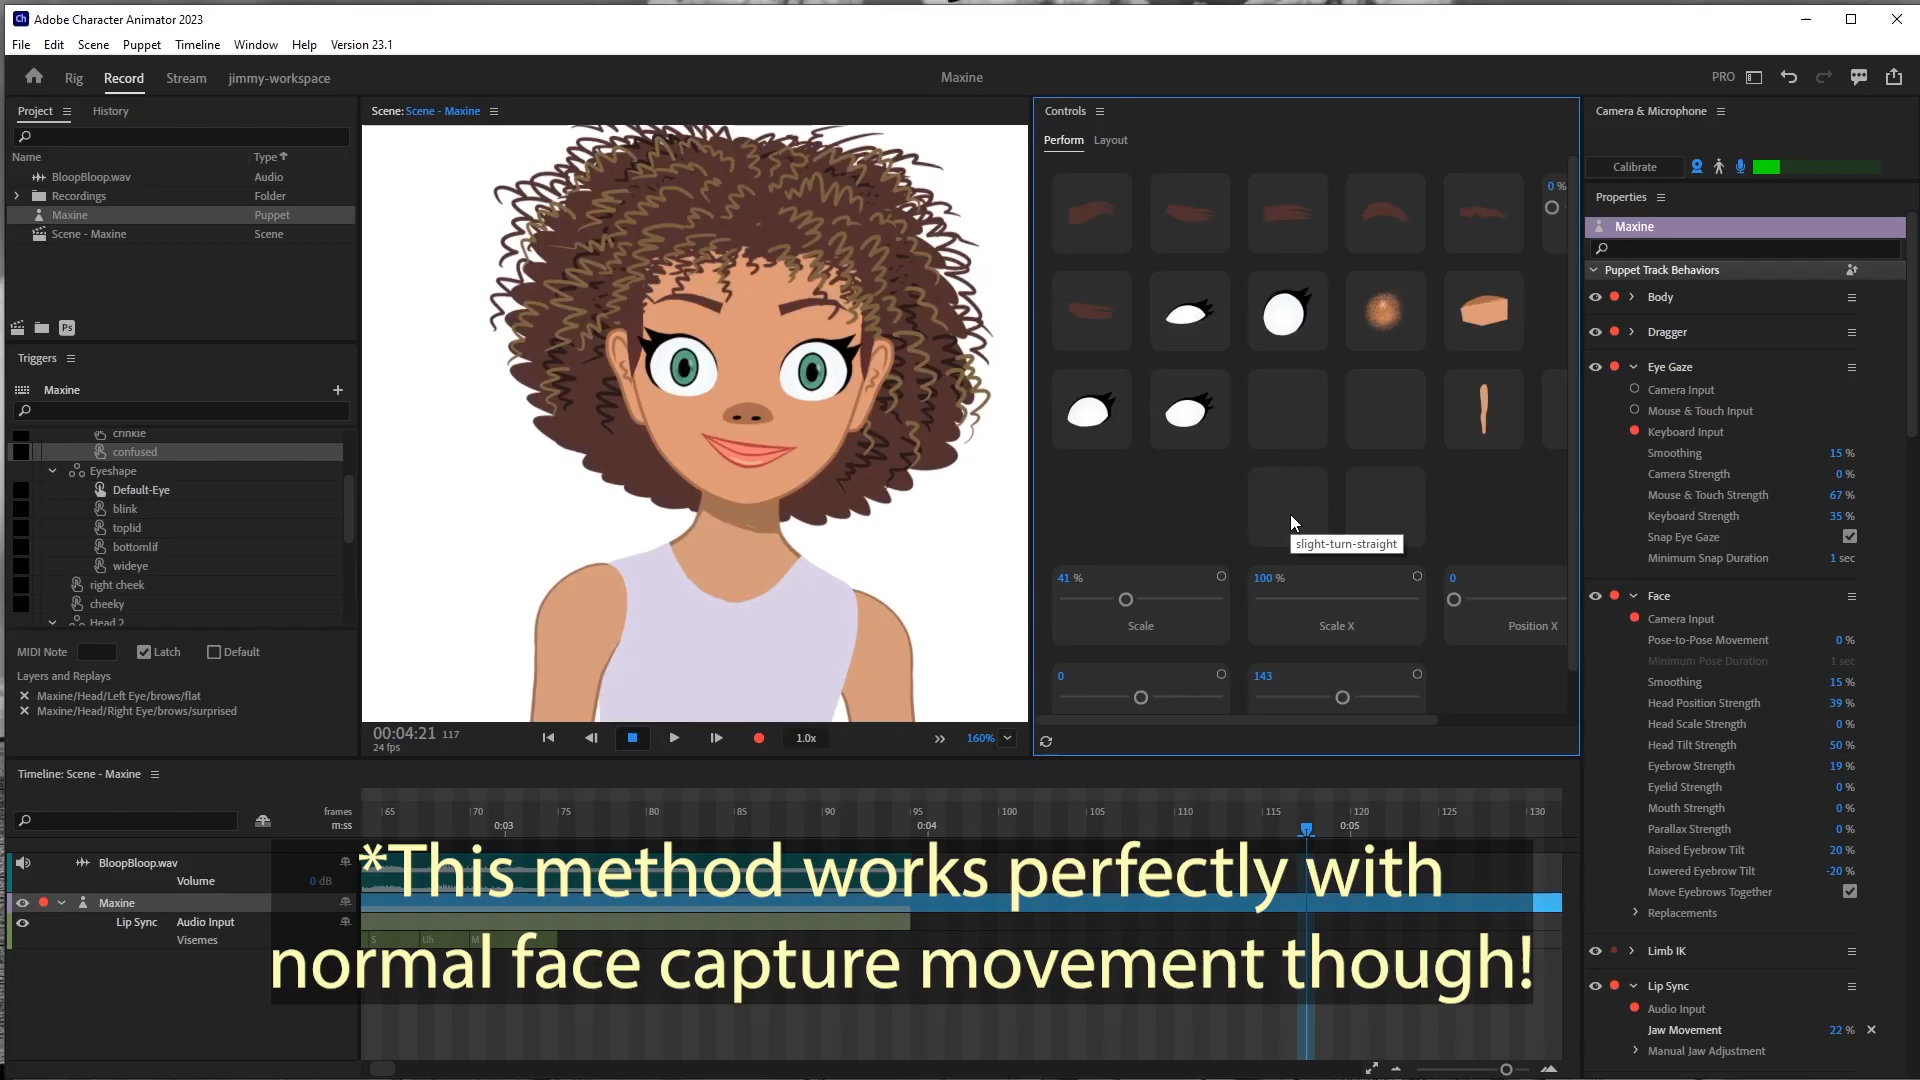 Ch Adobe Character Animator 2023
File Edit Scene Puppet Timeline Window Help Version 23.1
Rig Record Stream jimmy-workspace Maxine PRO
Project History
Name Type
BloopBloop.wav Audio
Recordings Folder
Maxine Puppet
Scene - Maxine Scene
Ps
Triggers
Maxine
crinkle
confused
Eyeshape
Default-Eye
blink
toplid
bottomlif
wideye
right cheek
cheeky
Head 2
MIDI Note Latch Default
Layers and Replays
Maxine/Head/Left Eye/brows/flat
Maxine/Head/Right Eye/brows/surprised
Scene: Scene - Maxine
00:04:21 117
24 fps
1.0x
160%
Controls
Perform Layout
0 %
slight-turn-straight
41 % 100 % 0
Scale Scale X Position X
0 143
Camera & Microphone
Calibrate
Properties
Maxine
Puppet Track Behaviors
Body
Dragger
Eye Gaze
Camera Input
Mouse & Touch Input
Keyboard Input
Smoothing 15 %
Camera Strength 0 %
Mouse & Touch Strength 67 %
Keyboard Strength 35 %
Snap Eye Gaze
Minimum Snap Duration 1 sec
Face
Camera Input
Pose-to-Pose Movement 0 %
Minimum Pose Duration 1 sec
Smoothing 15 %
Head Position Strength 39 %
Head Scale Strength 0 %
Head Tilt Strength 50 %
Eyebrow Strength 19 %
Eyelid Strength 0 %
Mouth Strength 0 %
Parallax Strength 0 %
Raised Eyebrow Tilt 20 %
Lowered Eyebrow Tilt -20 %
Move Eyebrows Together
Replacements
Limb IK
Lip Sync
Audio Input
Jaw Movement 22 %
Manual Jaw Adjustment
Timeline: Scene - Maxine
frames 65 70 75 80 85 90 95 100 105 110 115 120 125 130
m:ss 0:03 0:04 0:05
BloopBloop.wav
Volume 0 dB
Maxine
Lip Sync Audio Input
Visemes S Uh M
*This method works perfectly with
normal face capture movement though!